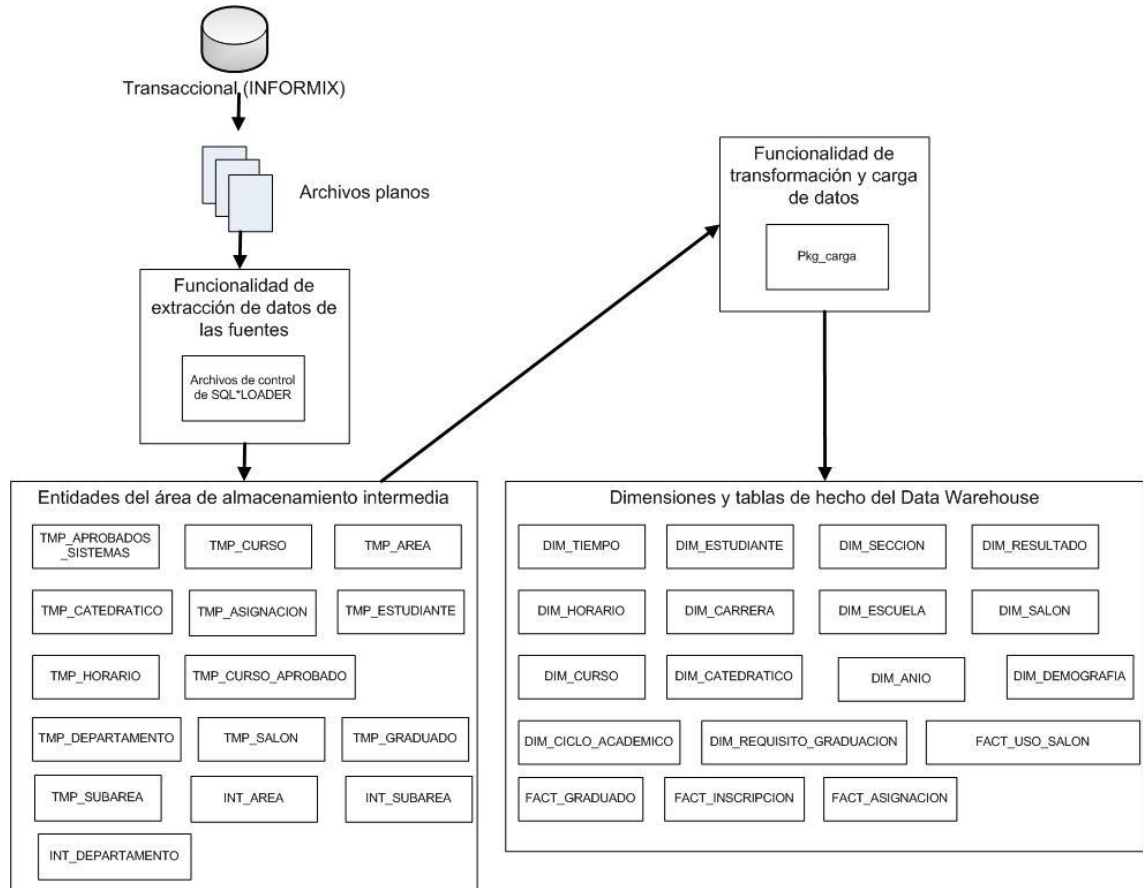 Transaccional (INFORMIX)
Archivos planos
Funcionalidad de
extracción de datos de
las fuentes
Archivos de control
de SQL*LOADER
Funcionalidad de
transformación y carga
de datos
Pkg_carga
Entidades del área de almacenamiento intermedia
TMP_APROBADOS
_SISTEMAS
TMP_CURSO
TMP_AREA
TMP_CATEDRATICO
TMP_ASIGNACION
TMP_ESTUDIANTE
TMP_HORARIO
TMP_CURSO_APROBADO
TMP_DEPARTAMENTO
TMP_SALON
TMP_GRADUADO
TMP_SUBAREA
INT_AREA
INT_SUBAREA
INT_DEPARTAMENTO
Dimensiones y tablas de hecho del Data Warehouse
DIM_TIEMPO
DIM_ESTUDIANTE
DIM_SECCION
DIM_RESULTADO
DIM_HORARIO
DIM_CARRERA
DIM_ESCUELA
DIM_SALON
DIM_CURSO
DIM_CATEDRATICO
DIM_ANIO
DIM_DEMOGRAFIA
DIM_CICLO_ACADEMICO
DIM_REQUISITO_GRADUACION
FACT_USO_SALON
FACT_GRADUADO
FACT_INSCRIPCION
FACT_ASIGNACION